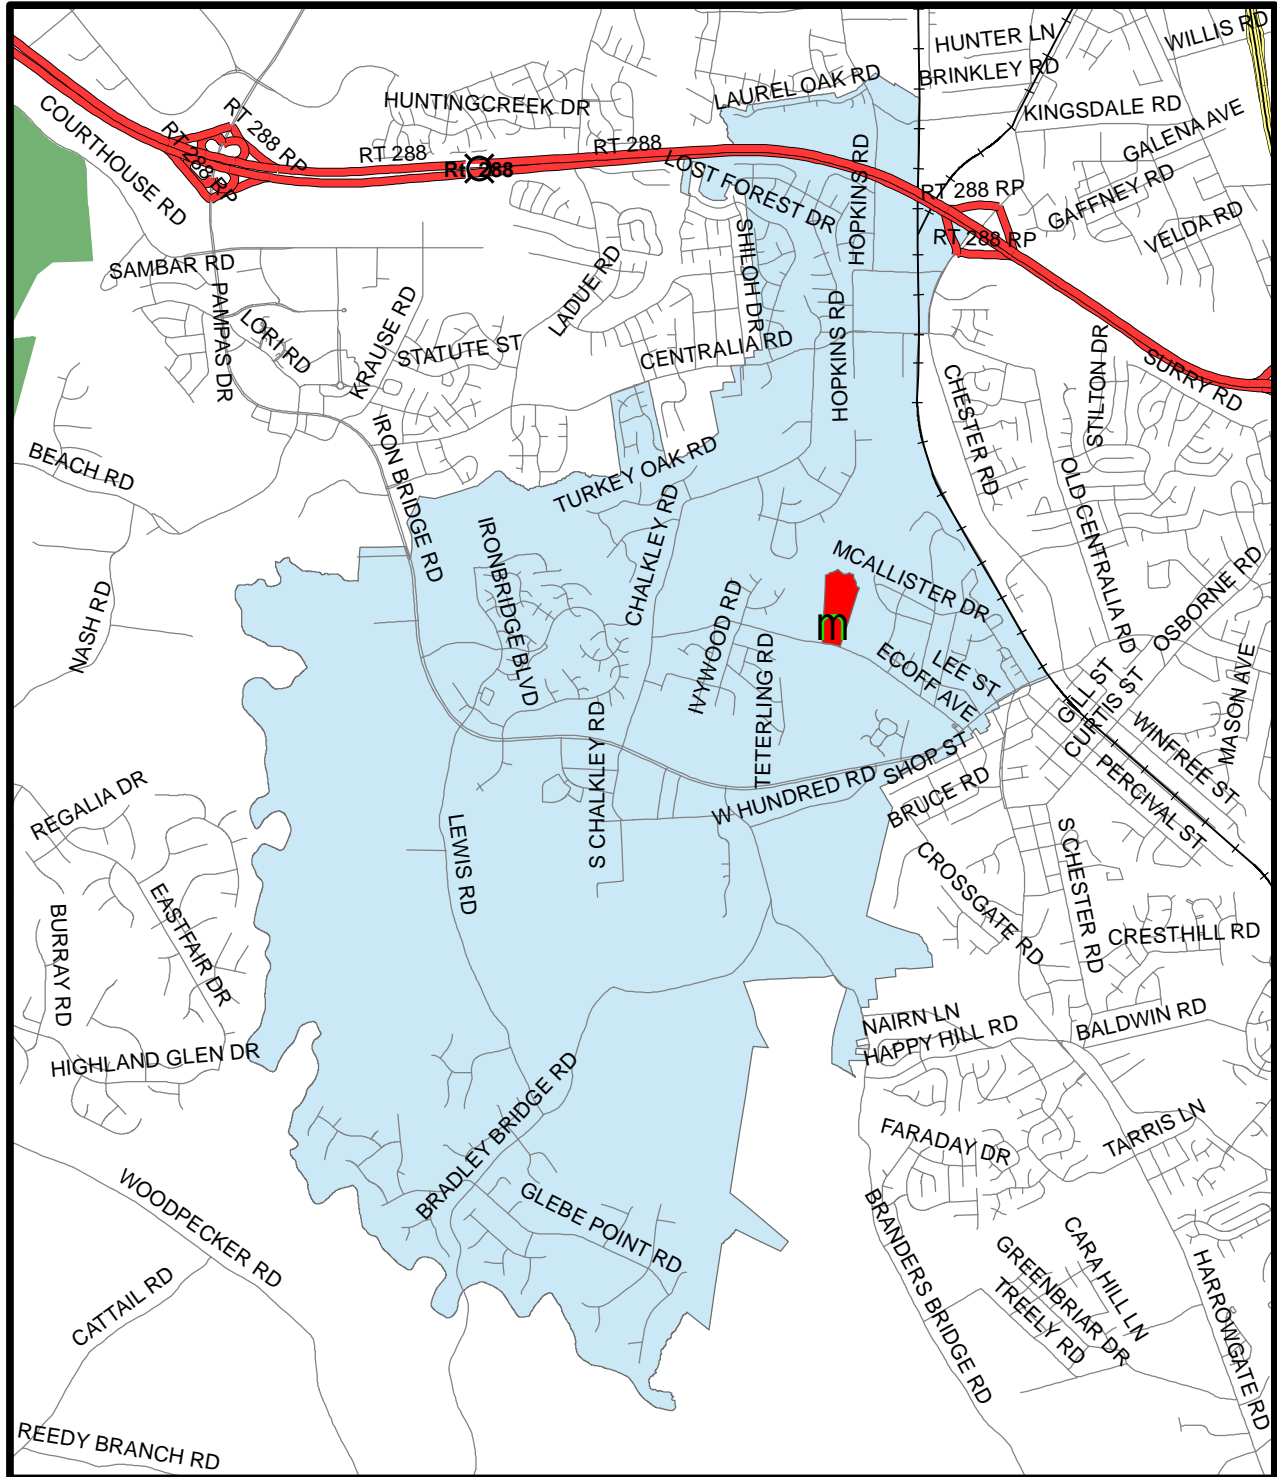 HUNTER LN
WILLIS RD
BRINKLEY RD
LAUREL OAK RD
HUNTINGCREEK DR
KINGSDALE RD
COURTHOUSE RD
RT 288 RP
RT 288 RP
RT 288
Rt 288
RT 288
GALENA AVE
LOST FOREST DR
HOPKINS RD
RT 288 RP
GAFFNEY RD
VELDA RD
RT 288 RP
SAMBAR RD
SHILOH DR
LADUE RD
PAMPAS DR
LORI RD
KRAUSE RD
STATUTE ST
CENTRALIA RD
HOPKINS RD
STILTON DR
SURRY RD
CHESTER RD
BEACH RD
IRON BRIDGE RD
TURKEY OAK RD
OLD CENTRALIA RD
CHALKLEY RD
IRONBRIDGE BLVD
MCALLISTER DR
NASH RD
IVYWOOD RD
m
OSBORNE RD
TETERLING RD
ECOFF AVE
LEE ST
GILL ST
CURTIS ST
MASON AVE
WINFREE ST
PERCIVAL ST
S CHALKLEY RD
SHOP ST
W HUNDRED RD
BRUCE RD
REGALIA DR
LEWIS RD
CROSSGATE RD
S CHESTER RD
EASTFAIR DR
BURRAY RD
CRESTHILL RD
NAIRN LN
HAPPY HILL RD
BALDWIN RD
HIGHLAND GLEN DR
BRADLEY BRIDGE RD
FARADAY DR
TARRIS LN
WOODPECKER RD
GLEBE POINT RD
BRANDERS BRIDGE RD
CARA HILL LN
GREENBRIAR DR
TREELY RD
HARROWGATE RD
CATTAIL RD
REEDY BRANCH RD